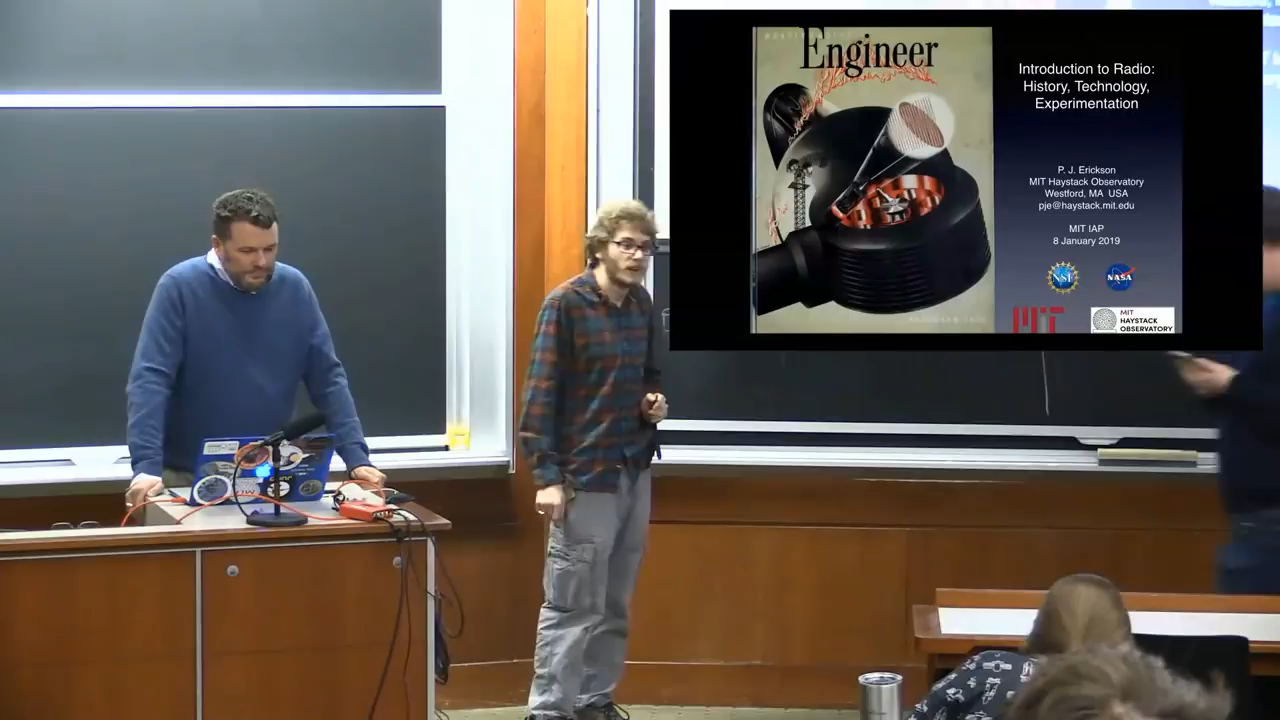 Engineer
Introduction to Radio:
History, Technology,
Experimentation
P. J. Erickson
MIT Haystack Observatory
Westford, MA USA
pje@haystack.mit.edu
MIT IAP
8 January 2019
NSF
NASA
MIT
MIT
HAYSTACK
OBSERVATORY